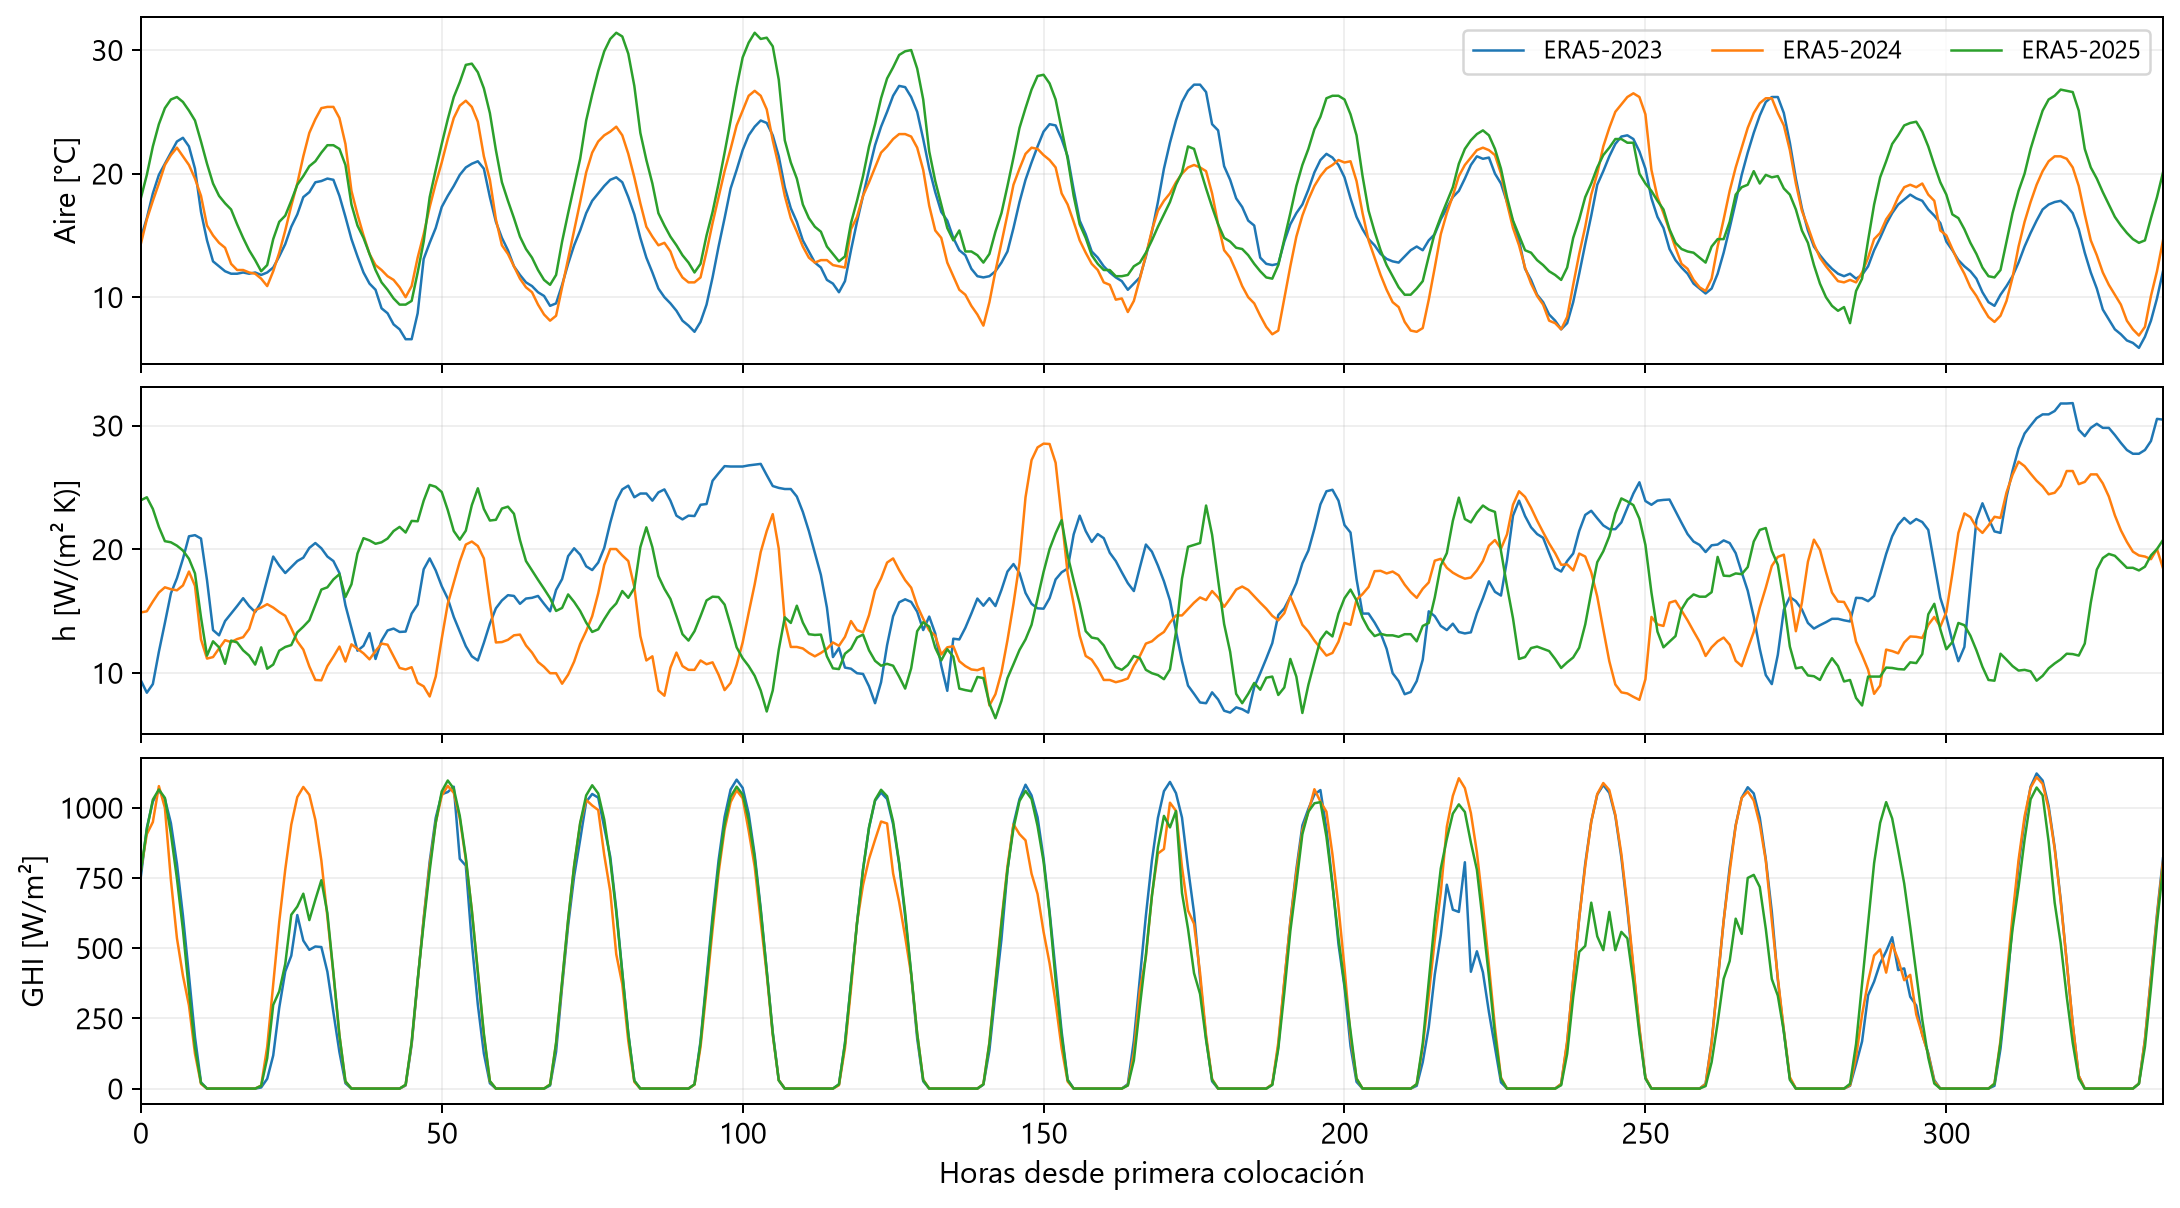 ERA5-2023 ERA5-2024 ERA5-2025
Aire [°C]
30
20
10
h [W/(m² K)]
30
20
10
GHI [W/m²]
1000
750
500
250
0
0 50 100 150 200 250 300
Horas desde primera colocación